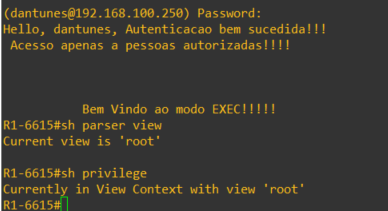 (dantunes@192.168.100.250) Password:
Hello, dantunes, Autenticacao bem sucedida!!!
Acesso apenas a pessoas autorizadas!!!!
Bem Vindo ao modo EXEC!!!!!
R1-6615#sh parser view
Current view is 'root'
R1-6615#sh privilege
Currently in View Context with view 'root'
R1-6615#